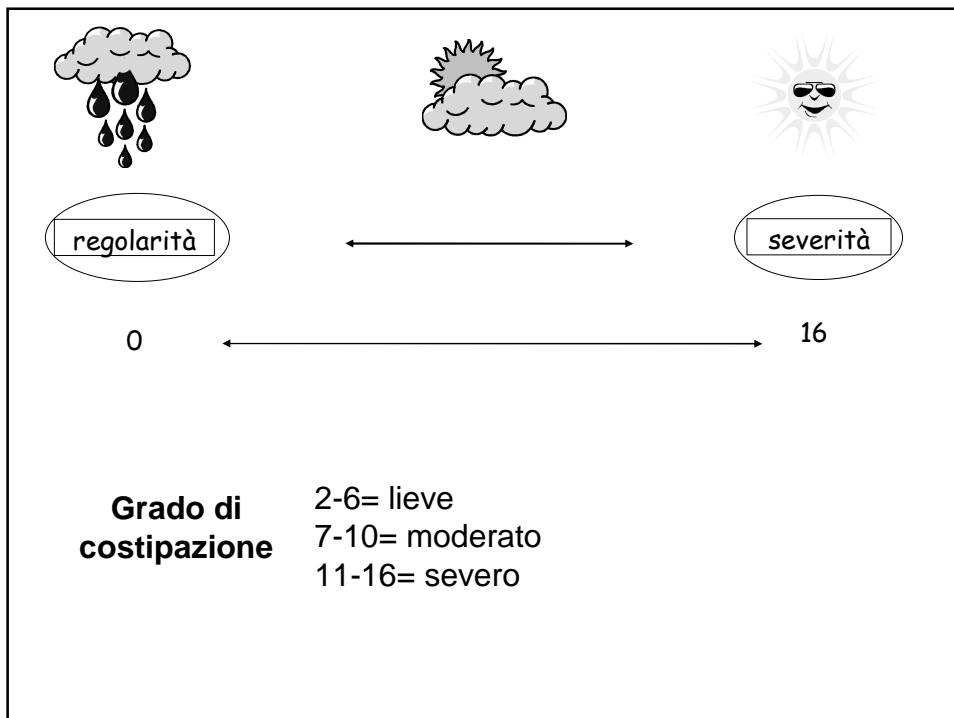 regolarità
severità
0
16
Grado di
costipazione
2-6= lieve
7-10= moderato
11-16= severo